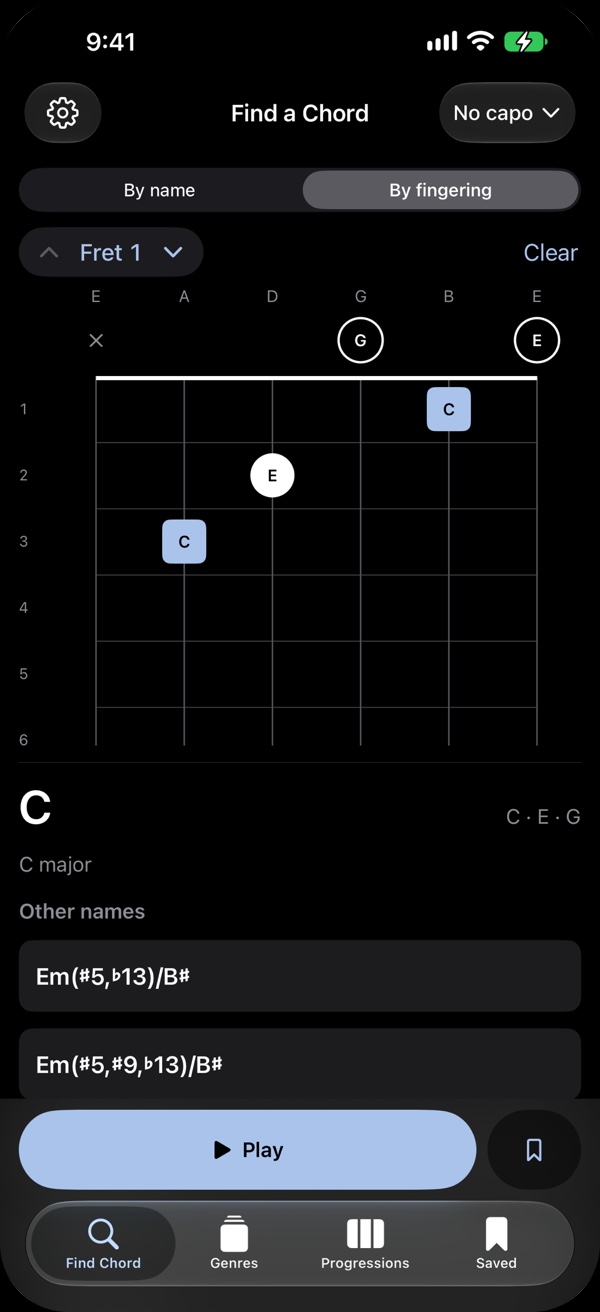 9:41
Find a Chord
No capo
By name
By fingering
Fret 1
Clear
E A D G B E
× G E
1 C
2 E
3 C
4
5
6
C
C · E · G
C major
Other names
Em(♯5,♭13)/B♯
Em(♯5,♯9,♭13)/B♯
Play
Find Chord
Genres
Progressions
Saved